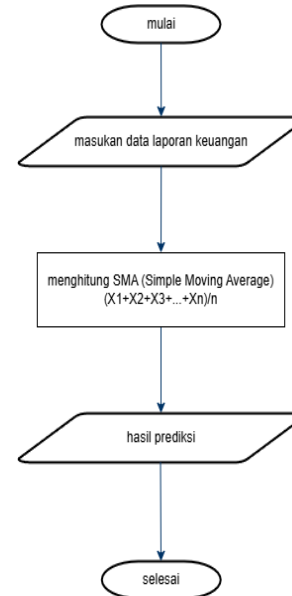 mulai
masukan data laporan keuangan
menghitung SMA (Simple Moving Average)
(X1+X2+X3+...+Xn)/n
hasil prediksi
selesai